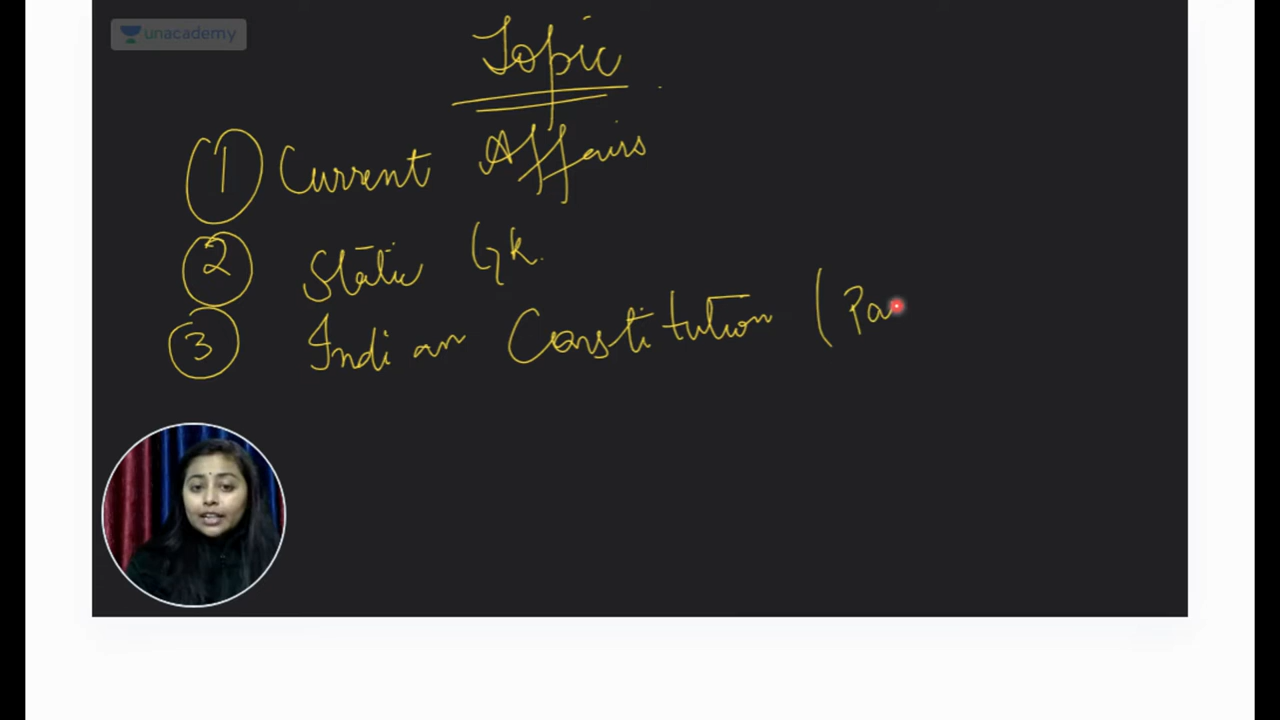 unacademy
Topic
1 Current Affairs
2 Static GK.
3 Indian Constitution (Pa